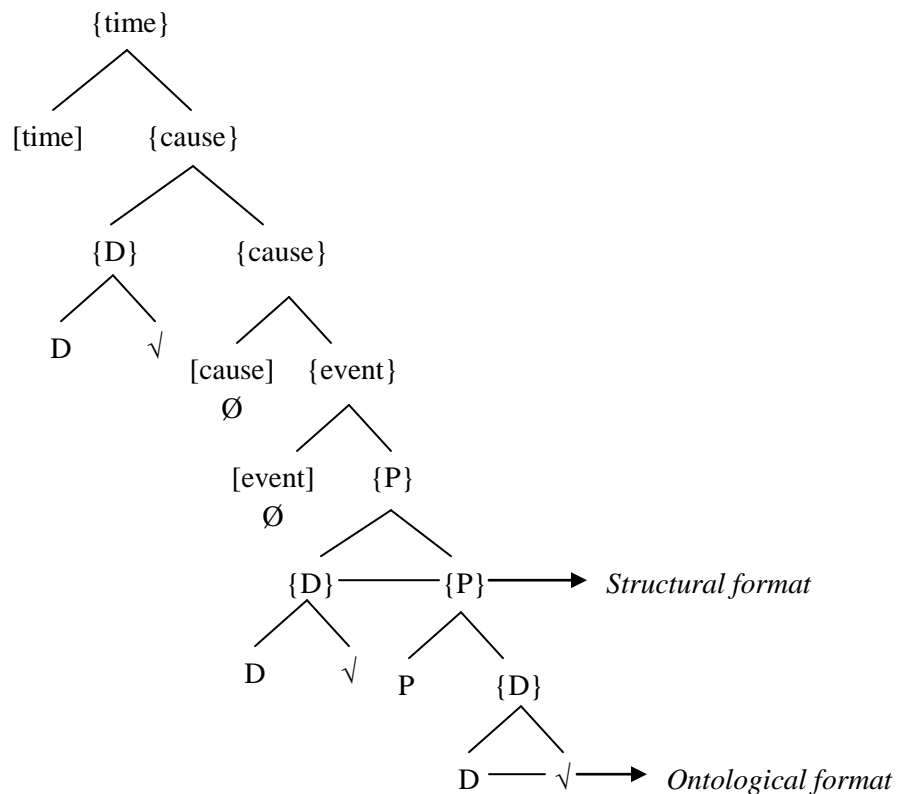 {time}
[time] {cause}
{D} {cause}
D √
[cause] {event}
Ø
[event] {P}
Ø
{D} {P} Structural format
D √ P {D}
D √ Ontological format